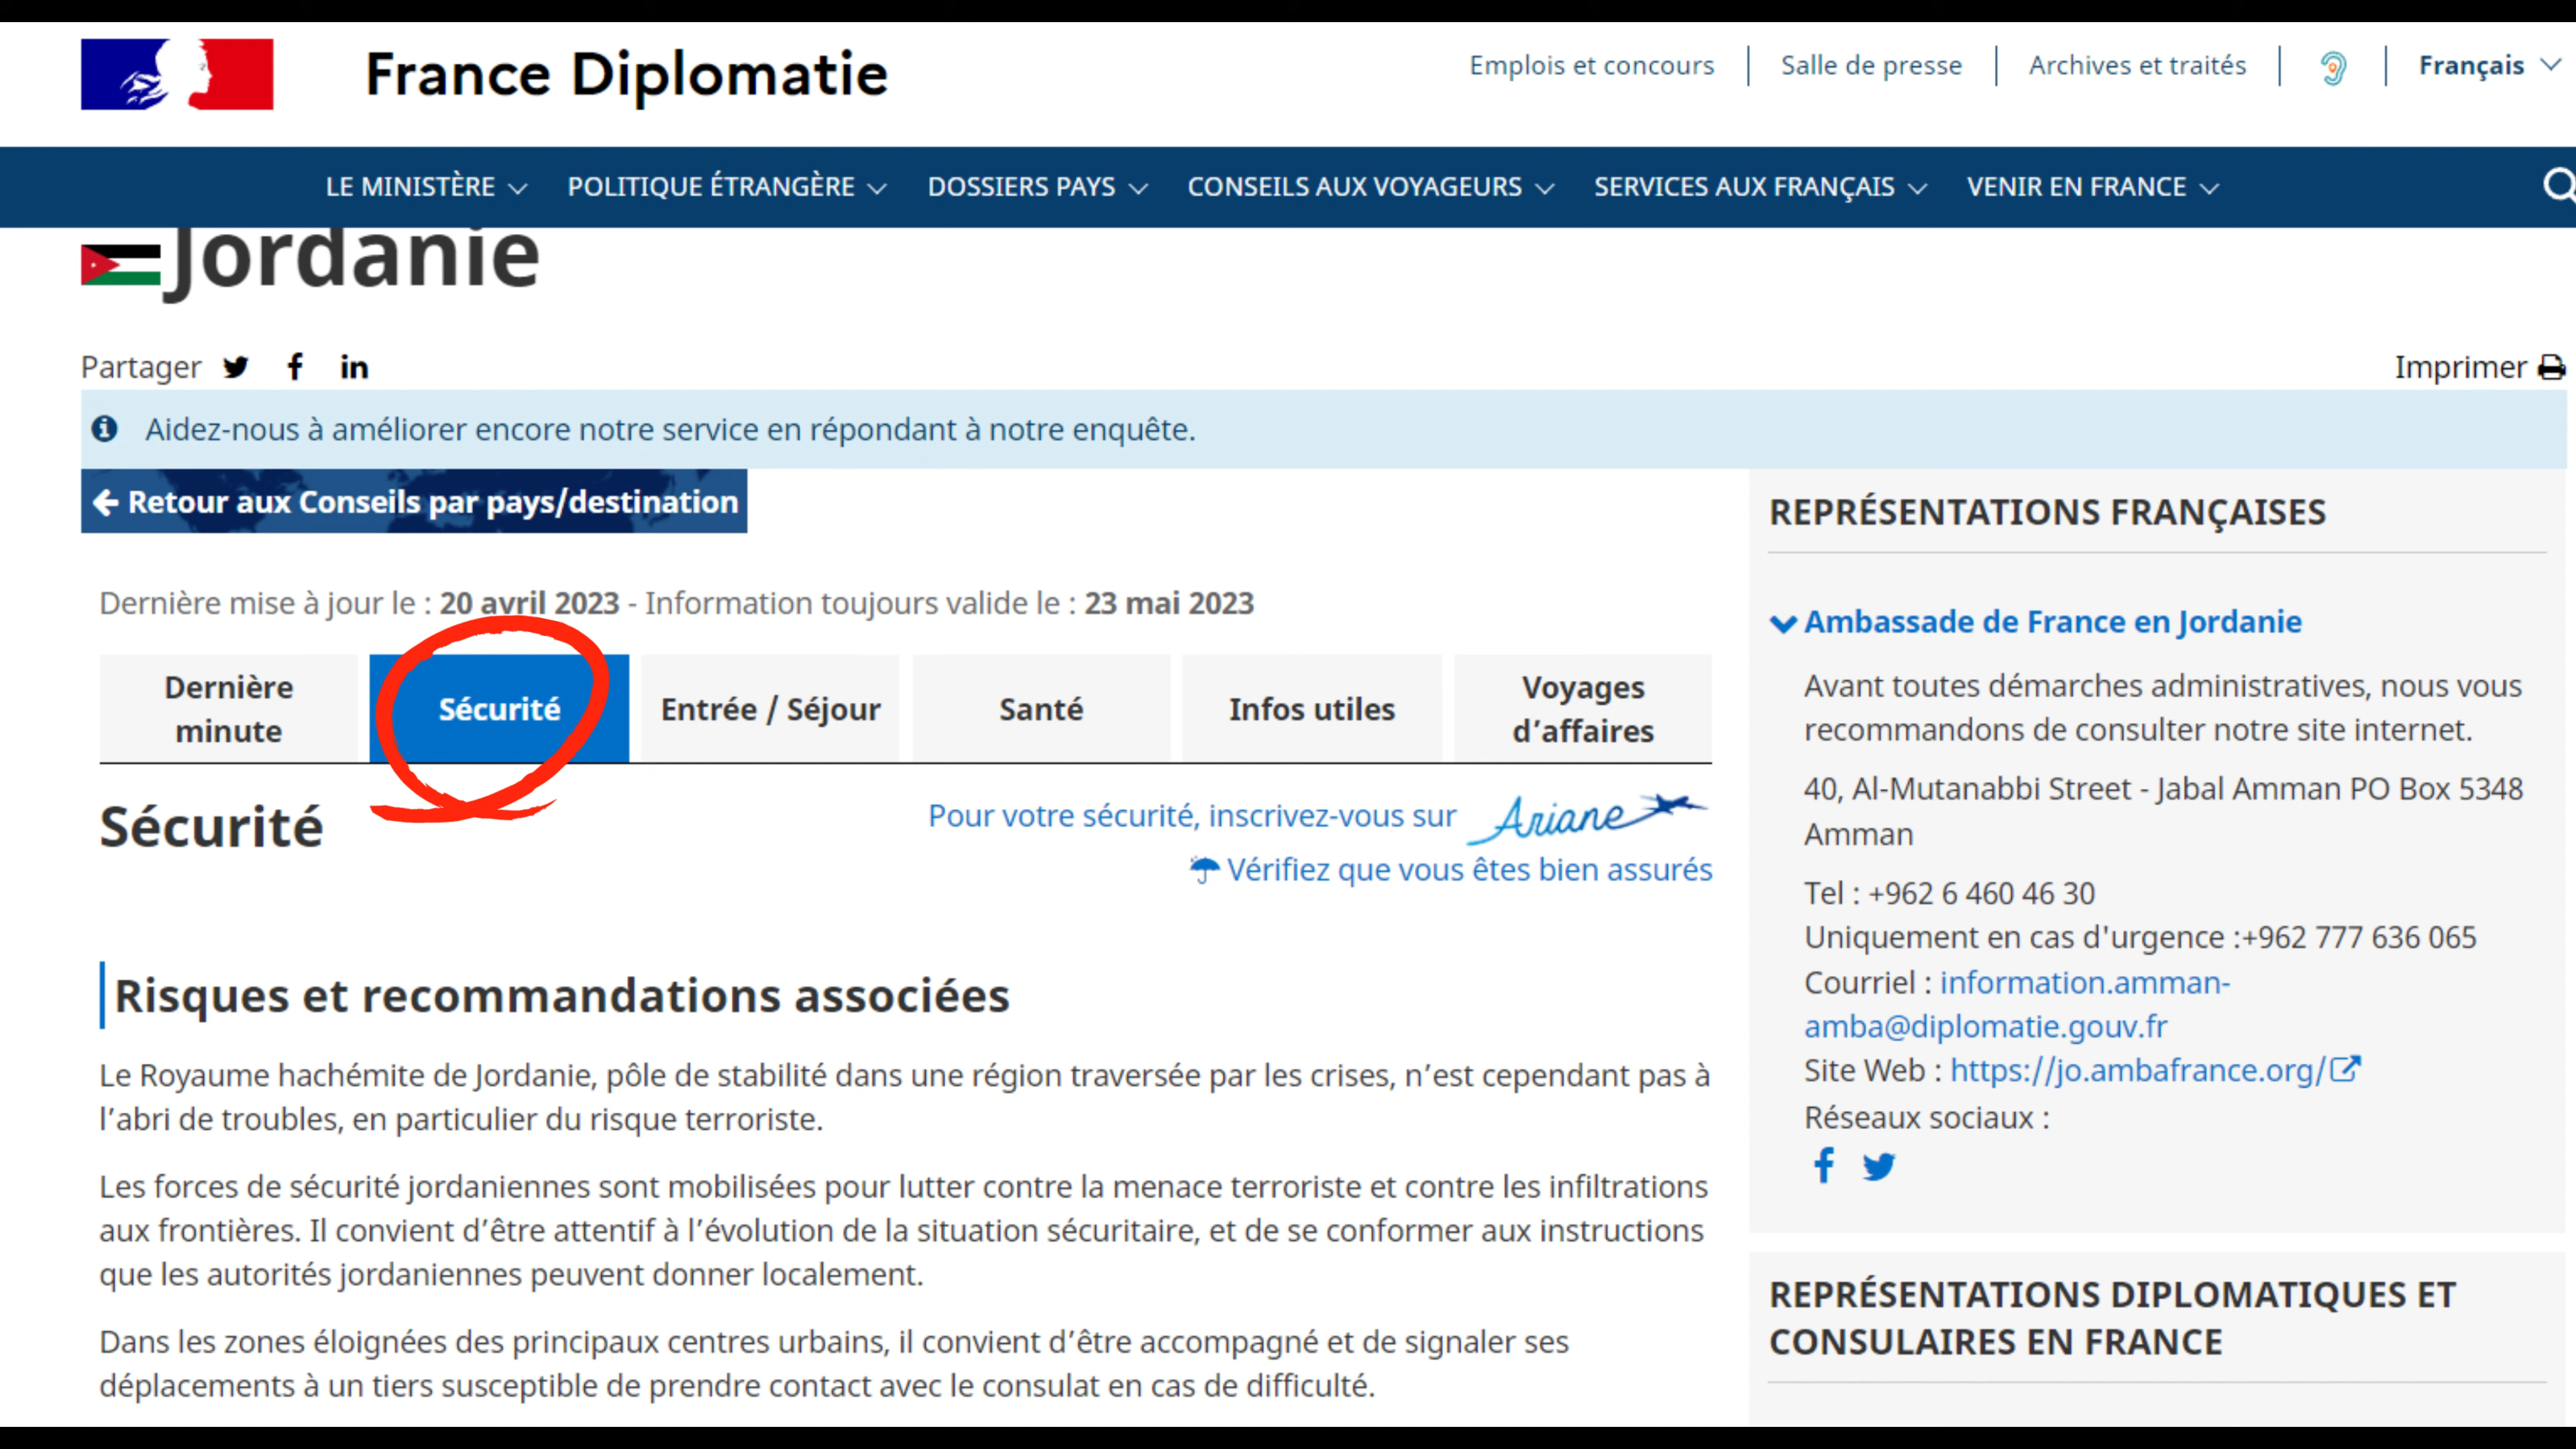 France Diplomatie
Emplois et concours
Salle de presse
Archives et traités
Français
LE MINISTÈRE
POLITIQUE ÉTRANGÈRE
DOSSIERS PAYS
CONSEILS AUX VOYAGEURS
SERVICES AUX FRANÇAIS
VENIR EN FRANCE
Jordanie
Partager
Imprimer
Aidez-nous à améliorer encore notre service en répondant à notre enquête.
Retour aux Conseils par pays/destination
Dernière mise à jour le : 20 avril 2023 - Information toujours valide le : 23 mai 2023
Dernière
minute
Sécurité
Entrée / Séjour
Santé
Infos utiles
Voyages
d’affaires
Sécurité
Pour votre sécurité, inscrivez-vous sur Ariane
Vérifiez que vous êtes bien assurés
Risques et recommandations associées
Le Royaume hachémite de Jordanie, pôle de stabilité dans une région traversée par les crises, n’est cependant pas à
l’abri de troubles, en particulier du risque terroriste.
Les forces de sécurité jordaniennes sont mobilisées pour lutter contre la menace terroriste et contre les infiltrations
aux frontières. Il convient d’être attentif à l’évolution de la situation sécuritaire, et de se conformer aux instructions
que les autorités jordaniennes peuvent donner localement.
Dans les zones éloignées des principaux centres urbains, il convient d’être accompagné et de signaler ses
déplacements à un tiers susceptible de prendre contact avec le consulat en cas de difficulté.
REPRÉSENTATIONS FRANÇAISES
Ambassade de France en Jordanie
Avant toutes démarches administratives, nous vous
recommandons de consulter notre site internet.
40, Al-Mutanabbi Street - Jabal Amman PO Box 5348
Amman
Tel : +962 6 460 46 30
Uniquement en cas d'urgence :+962 777 636 065
Courriel : information.amman-
amba@diplomatie.gouv.fr
Site Web : https://jo.ambafrance.org/
Réseaux sociaux :
REPRÉSENTATIONS DIPLOMATIQUES ET
CONSULAIRES EN FRANCE